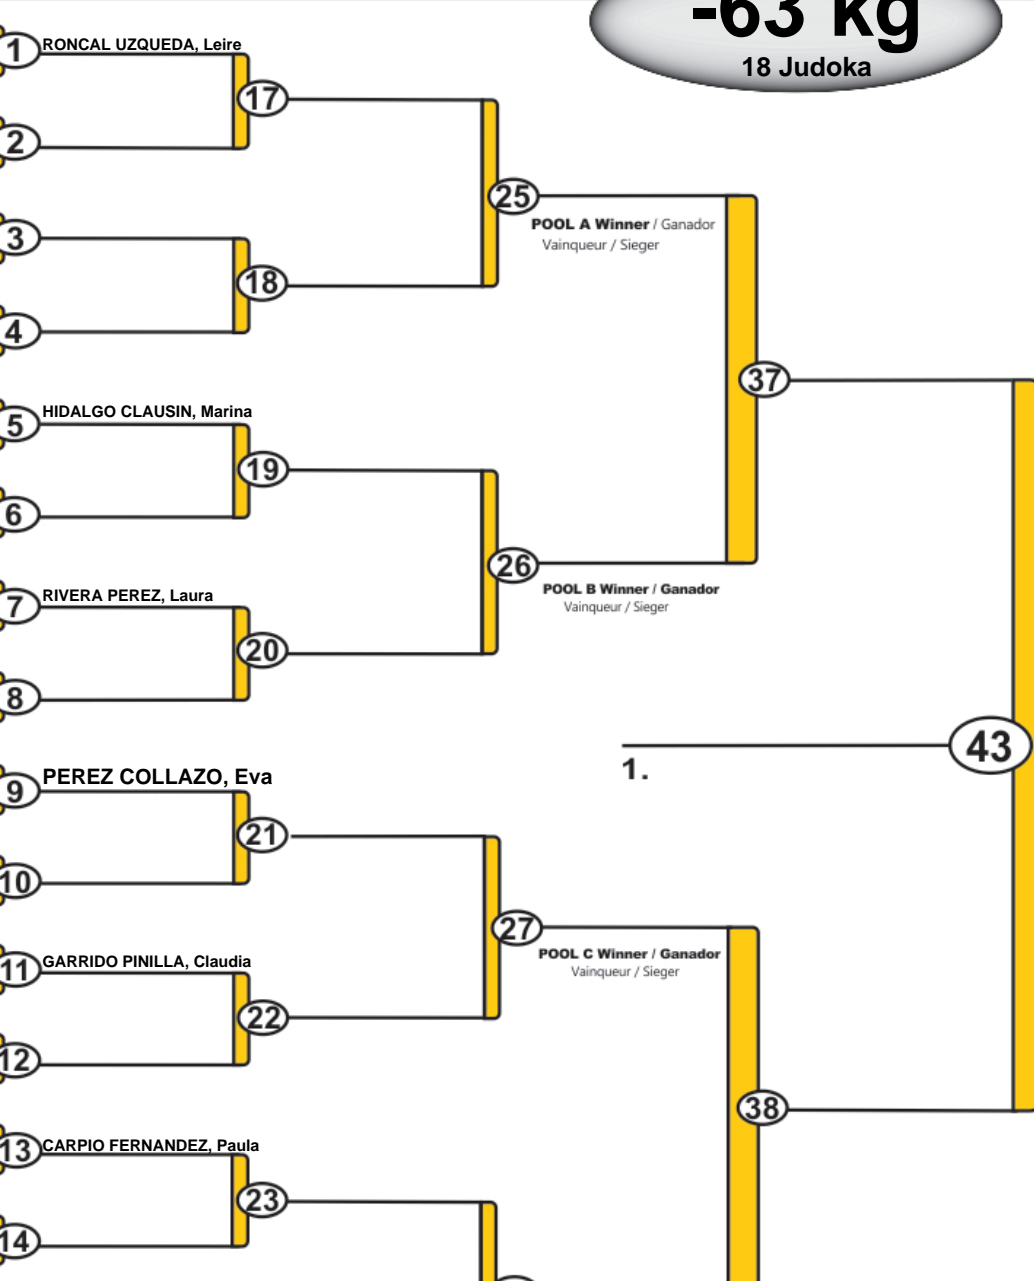 -63 kg
18 Judoka
1 RONCAL UZQUEDA, Leire
17
2
25
POOL A Winner / Ganador
Vainqueur / Sieger
3
18
4
37
5 HIDALGO CLAUSIN, Marina
19
6
26
POOL B Winner / Ganador
Vainqueur / Sieger
7 RIVERA PEREZ, Laura
20
8
43
1.
9 PEREZ COLLAZO, Eva
21
10
27
POOL C Winner / Ganador
Vainqueur / Sieger
11 GARRIDO PINILLA, Claudia
22
12
38
13 CARPIO FERNANDEZ, Paula
23
14